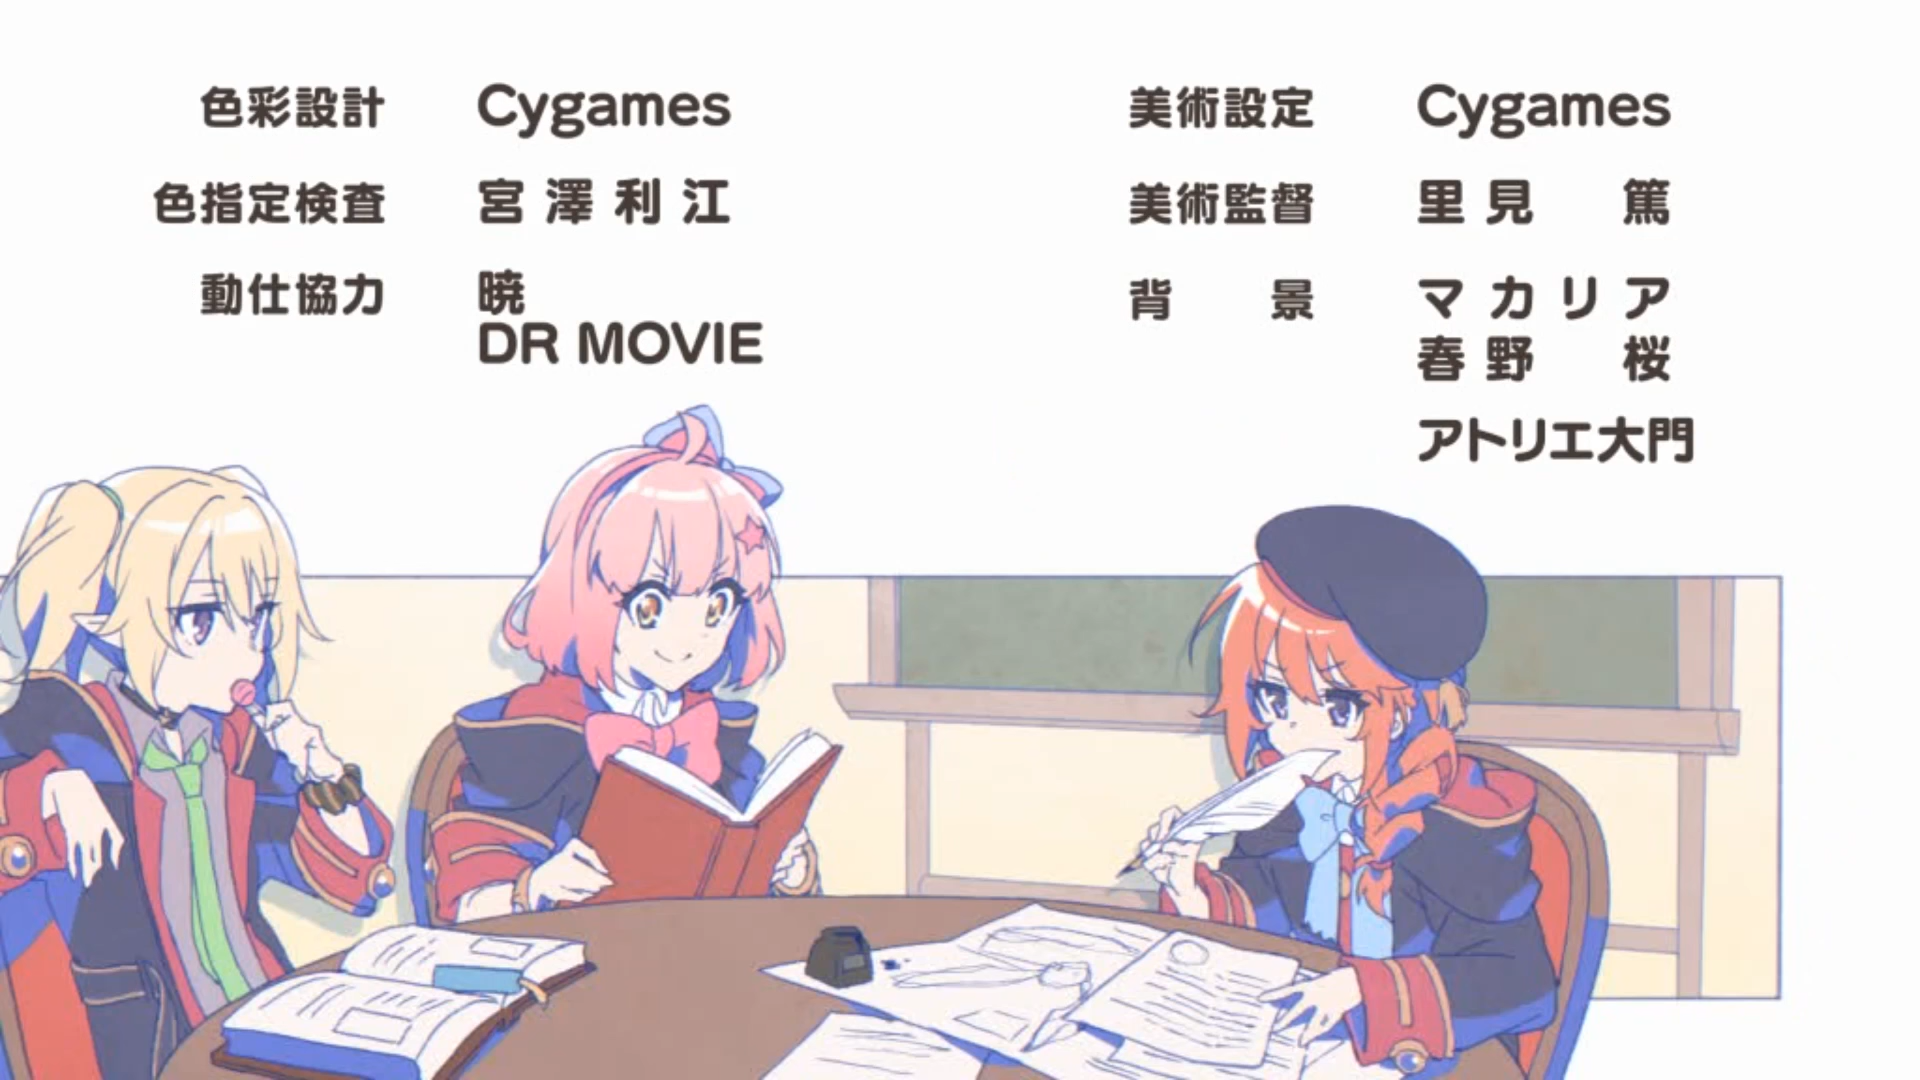 色彩設計 Cygames
色指定検査 宮澤利江
動仕協力 暁
DR MOVIE
美術設定 Cygames
美術監督 里見 篤
背景 マカリア
春野 桜
アトリエ大門